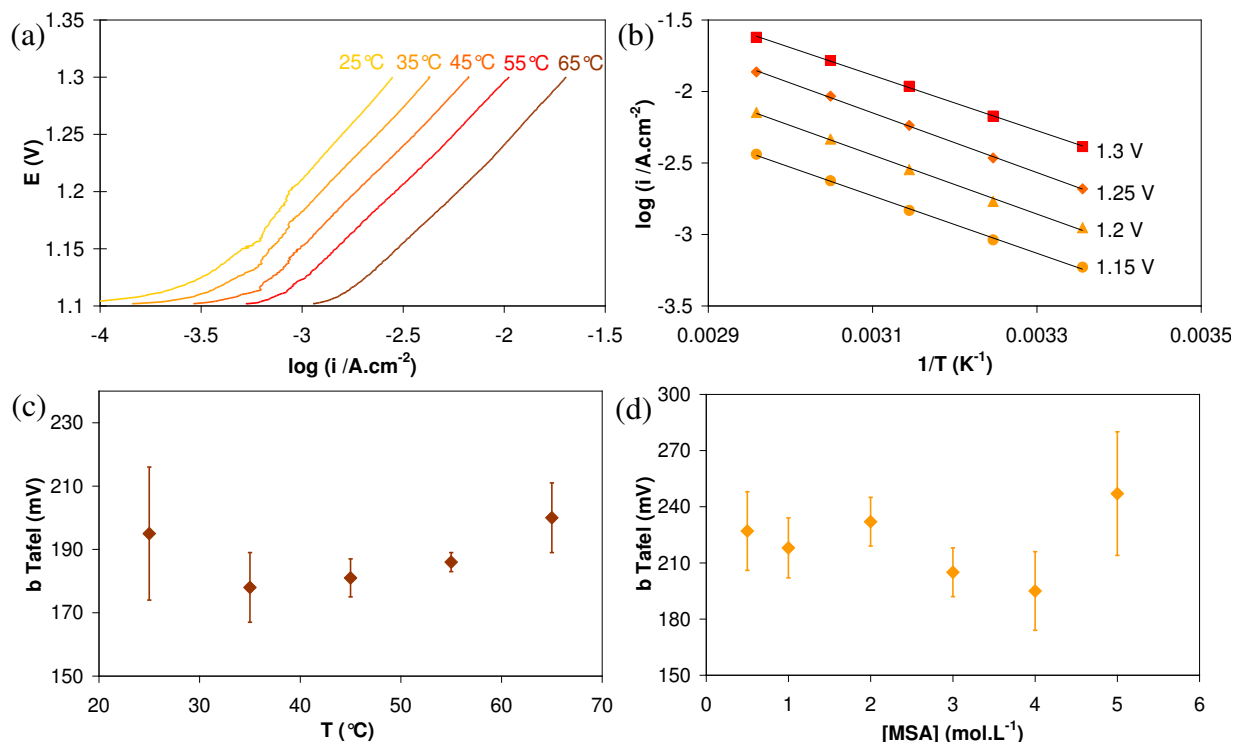 (a)
1.35
1.3
1.25
1.2
1.15
1.1
E (V)
25°C 35°C 45°C 55°C 65°C
-4 -3.5 -3 -2.5 -2 -1.5
log (i /A.cm-2)
(b)
-1.5
-2
-2.5
-3
-3.5
log (i /A.cm-2)
1.3 V
1.25 V
1.2 V
1.15 V
0.0029 0.0031 0.0033 0.0035
1/T (K-1)
(c)
230
210
190
170
150
b Tafel (mV)
20 30 40 50 60 70
T (°C)
(d)
300
270
240
210
180
150
b Tafel (mV)
0 1 2 3 4 5 6
[MSA] (mol.L-1)